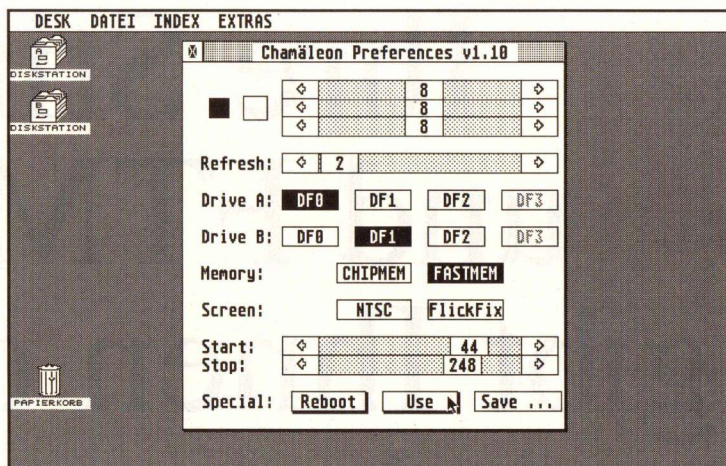 DESK DATEI INDEX EXTRAS
Chamäleon Preferences v1.10
A
DISKSTATION
B
DISKSTATION
8
8
8
Refresh: 2
Drive A: DF0 DF1 DF2 DF3
Drive B: DF0 DF1 DF2 DF3
Memory: CHIPMEM FASTMEM
Screen: NTSC FlickFix
Start: 44
Stop: 248
PAPIERKORB
Special: Reboot Use Save ...